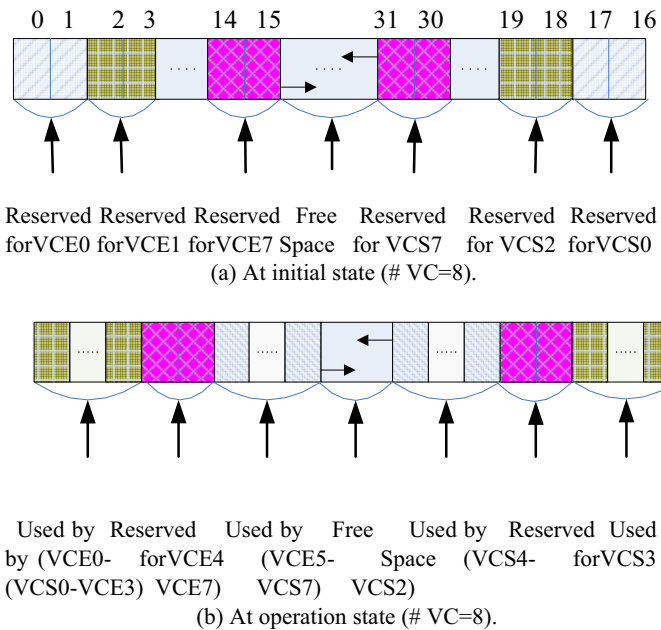 0 1 2 3 14 15 31 30 19 18 17 16
..... ..... .....
Reserved Reserved Reserved Free Reserved Reserved Reserved
forVCE0 forVCE1 forVCE7 Space for VCS7 for VCS2 forVCS0
(a) At initial state (# VC=8).
..... ..... ..... .....
Used by Reserved Used by Free Used by Reserved Used
by (VCE0- forVCE4 (VCE5- Space (VCS4- forVCS3
(VCS0-VCE3) VCE7) VCS7) VCS2)
(b) At operation state (# VC=8).